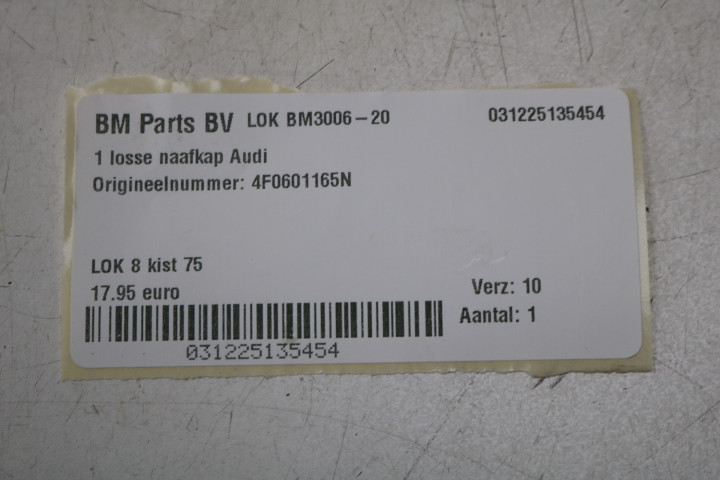 BM Parts BV LOK BM3006-20 031225135454
1 losse naafkap Audi
Origineelnummer: 4F0601165N
LOK 8 kist 75
17.95 euro Verz: 10
Aantal: 1
031225135454